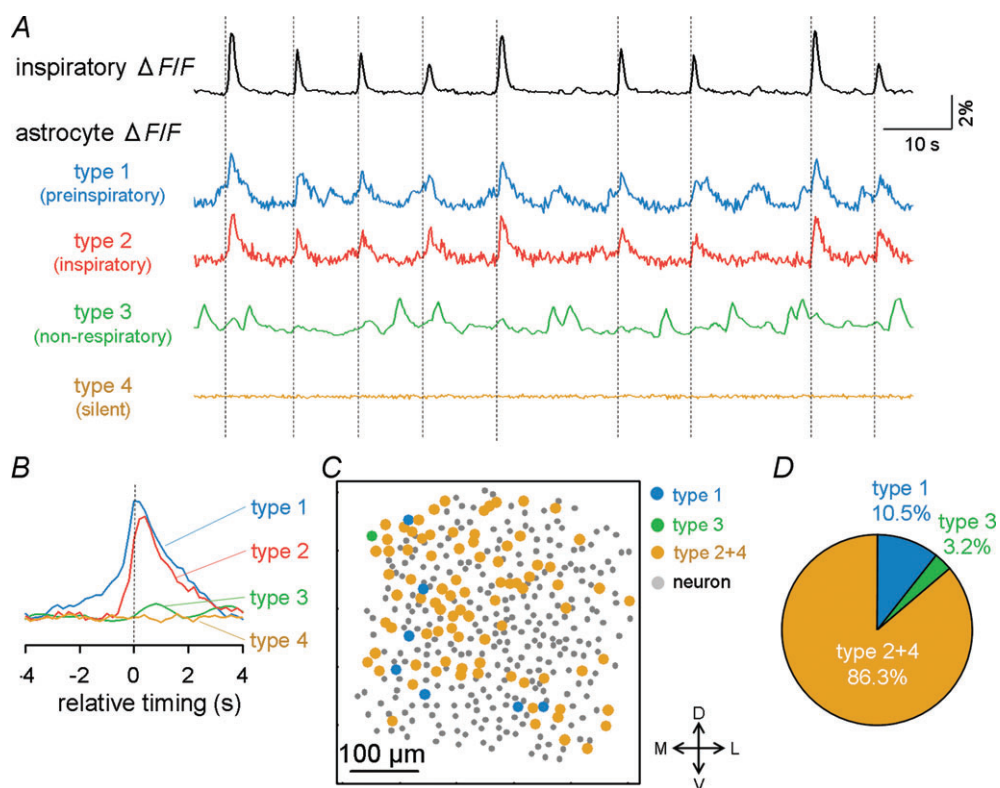 A
inspiratory Δ F/F
2%
10 s
astrocyte Δ F/F
type 1
(preinspiratory)
type 2
(inspiratory)
type 3
(non-respiratory)
type 4
(silent)
B
type 1
type 2
type 3
type 4
-4 -2 0 2 4
relative timing (s)
C
100 µm
type 1
type 3
type 2+4
neuron
D
M L
V
D
type 1
10.5%
type 3
3.2%
type 2+4
86.3%